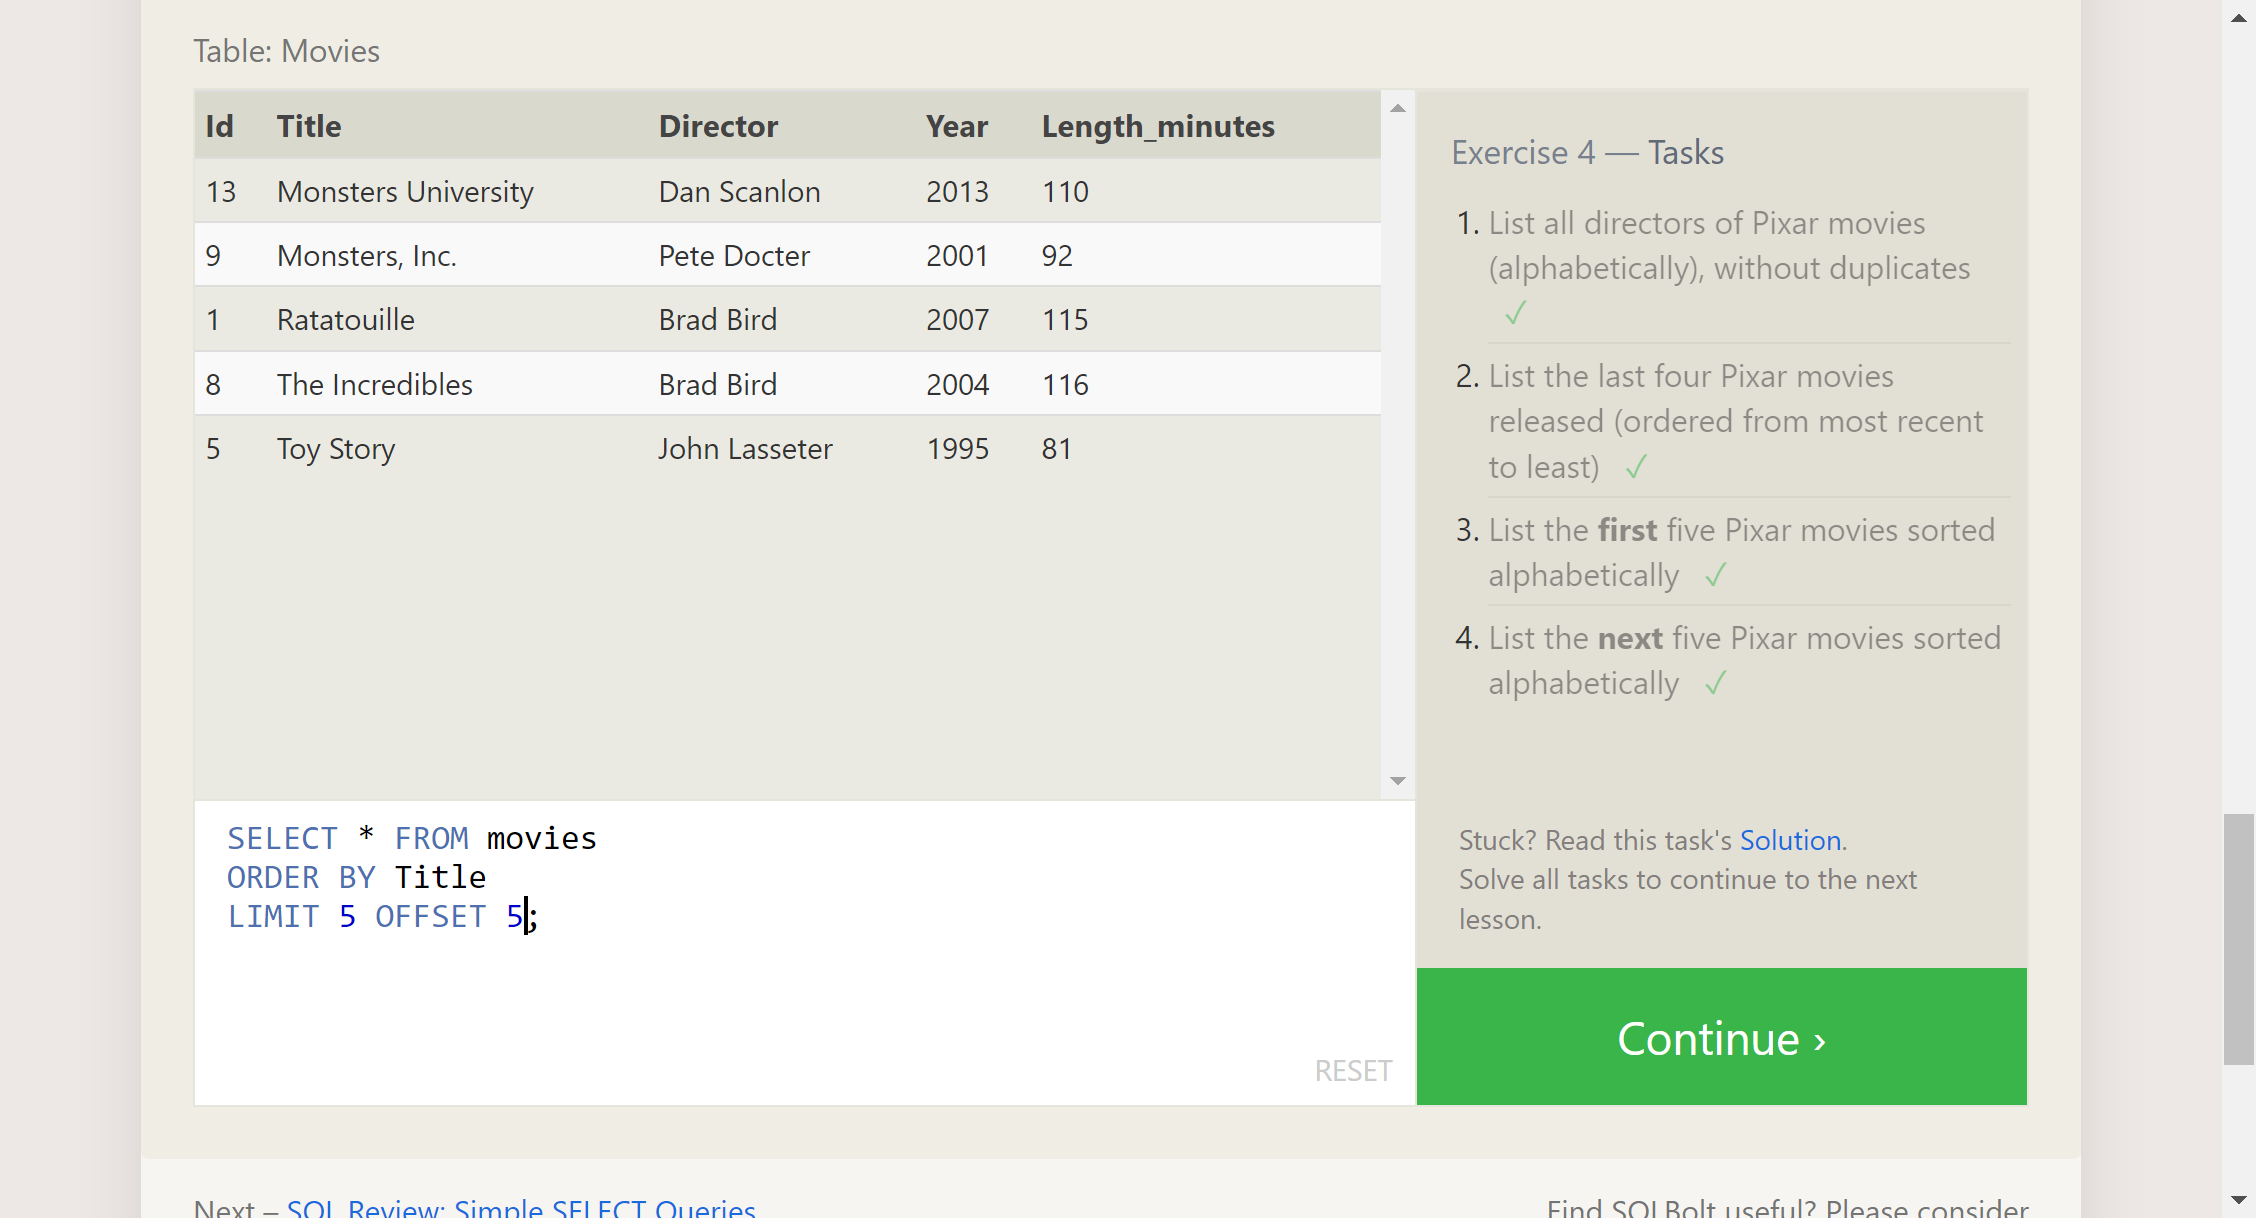 Table: Movies
Id Title Director Year Length_minutes
13 Monsters University Dan Scanlon 2013 110
9 Monsters, Inc. Pete Docter 2001 92
1 Ratatouille Brad Bird 2007 115
8 The Incredibles Brad Bird 2004 116
5 Toy Story John Lasseter 1995 81
SELECT * FROM movies
ORDER BY Title
LIMIT 5 OFFSET 5;
RESET
Exercise 4 — Tasks
1. List all directors of Pixar movies
(alphabetically), without duplicates
✓
2. List the last four Pixar movies
released (ordered from most recent
to least) ✓
3. List the first five Pixar movies sorted
alphabetically ✓
4. List the next five Pixar movies sorted
alphabetically ✓
Stuck? Read this task's Solution.
Solve all tasks to continue to the next
lesson.
Continue ›
Next – SQL Review: Simple SELECT Queries
Find SQLBolt useful? Please consider